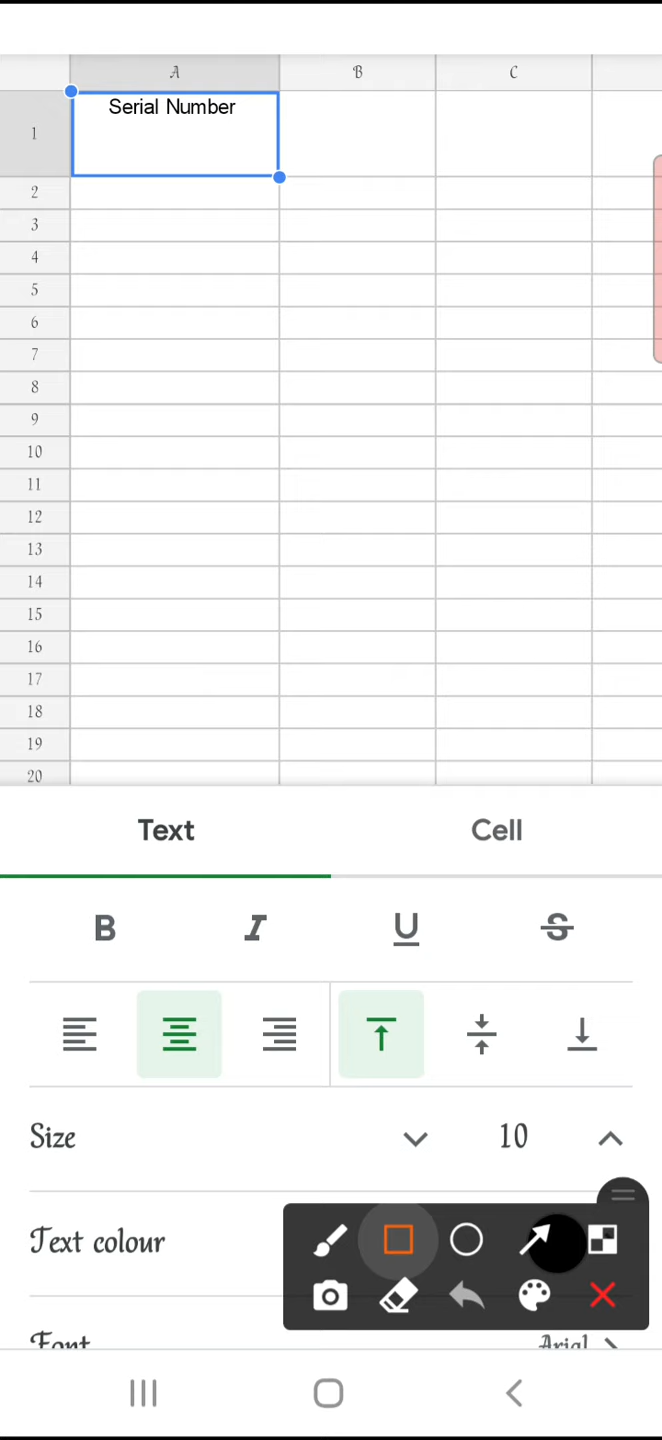 A B C
1 Serial Number
2
3
4
5
6
7
8
9
10
11
12
13
14
15
16
17
18
19
20
Text Cell
B I U S
Size 10
Text colour
Font Arial